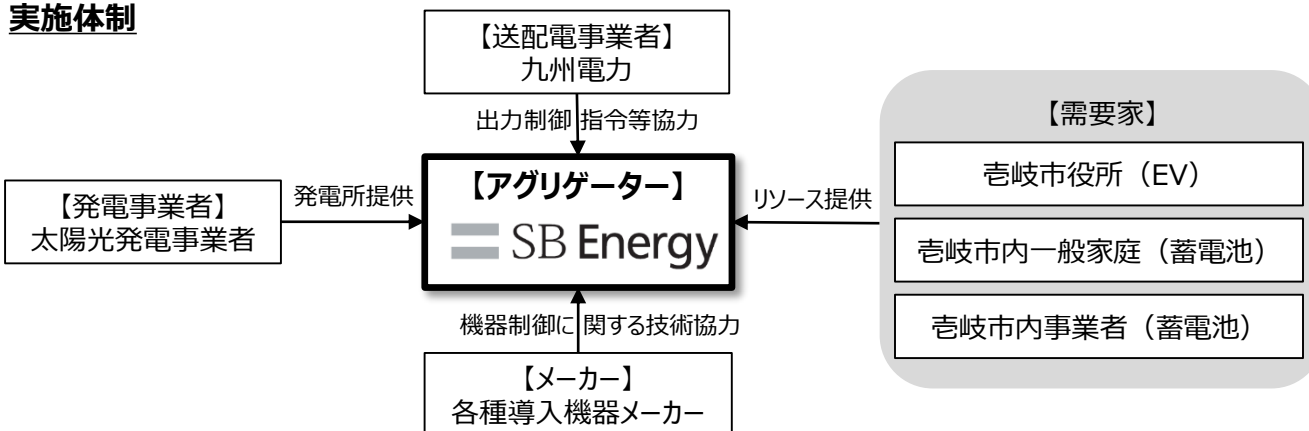 実施体制
【送配電事業者】
九州電力
出力制御 指令等協力
【発電事業者】
太陽光発電事業者
発電所提供
【アグリゲーター】
SB Energy
リソース提供
【需要家】
壱岐市役所（EV）
壱岐市内一般家庭（蓄電池）
壱岐市内事業者（蓄電池）
機器制御に 関する技術協力
【メーカー】
各種導入機器メーカー